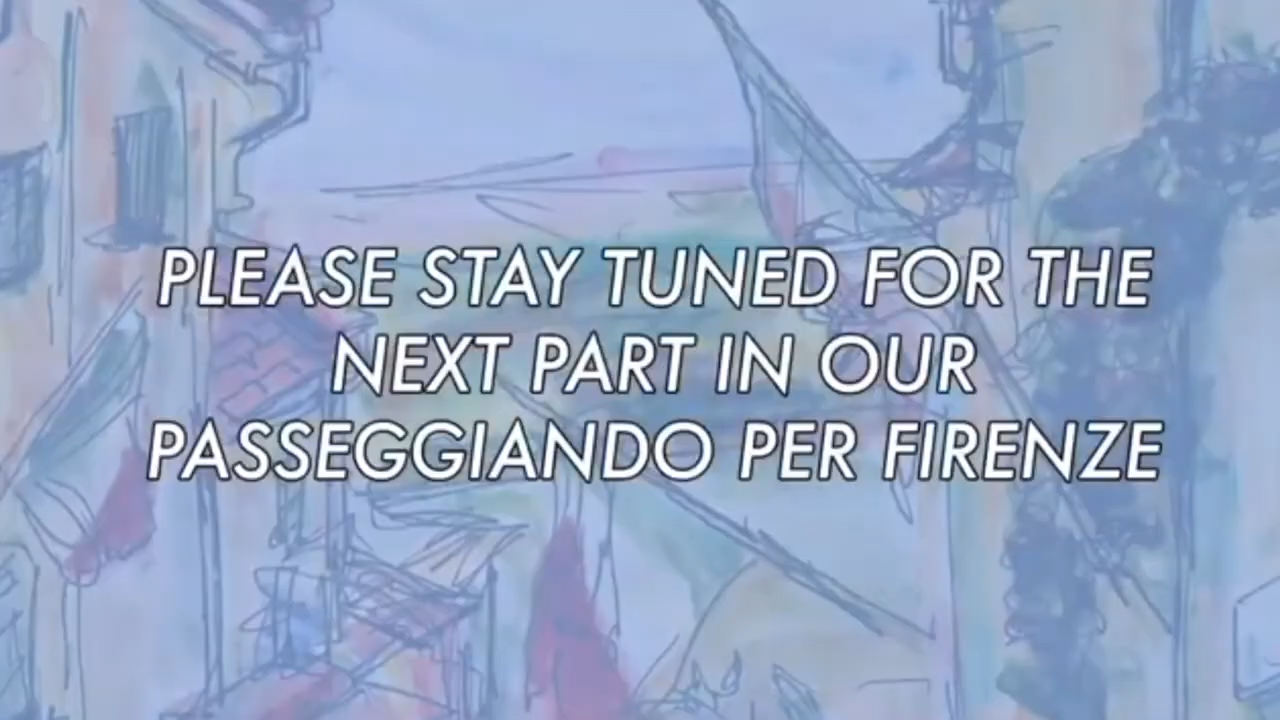 PLEASE STAY TUNED FOR THE
NEXT PART IN OUR
PASSEGGIANDO PER FIRENZE